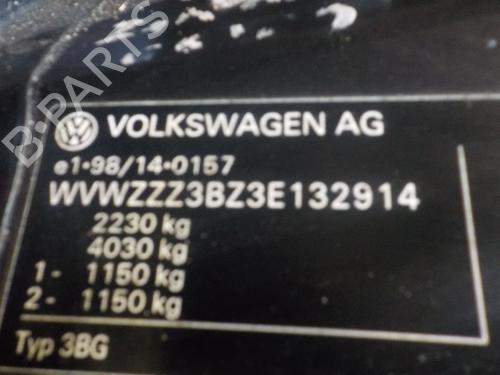 B-PARTS
VOLKSWAGEN AG
e1*98/14*0157
WVWZZZ3BZ3E132914
2230 kg
4030 kg
1- 1150 kg
2- 1150 kg
Typ 3BG